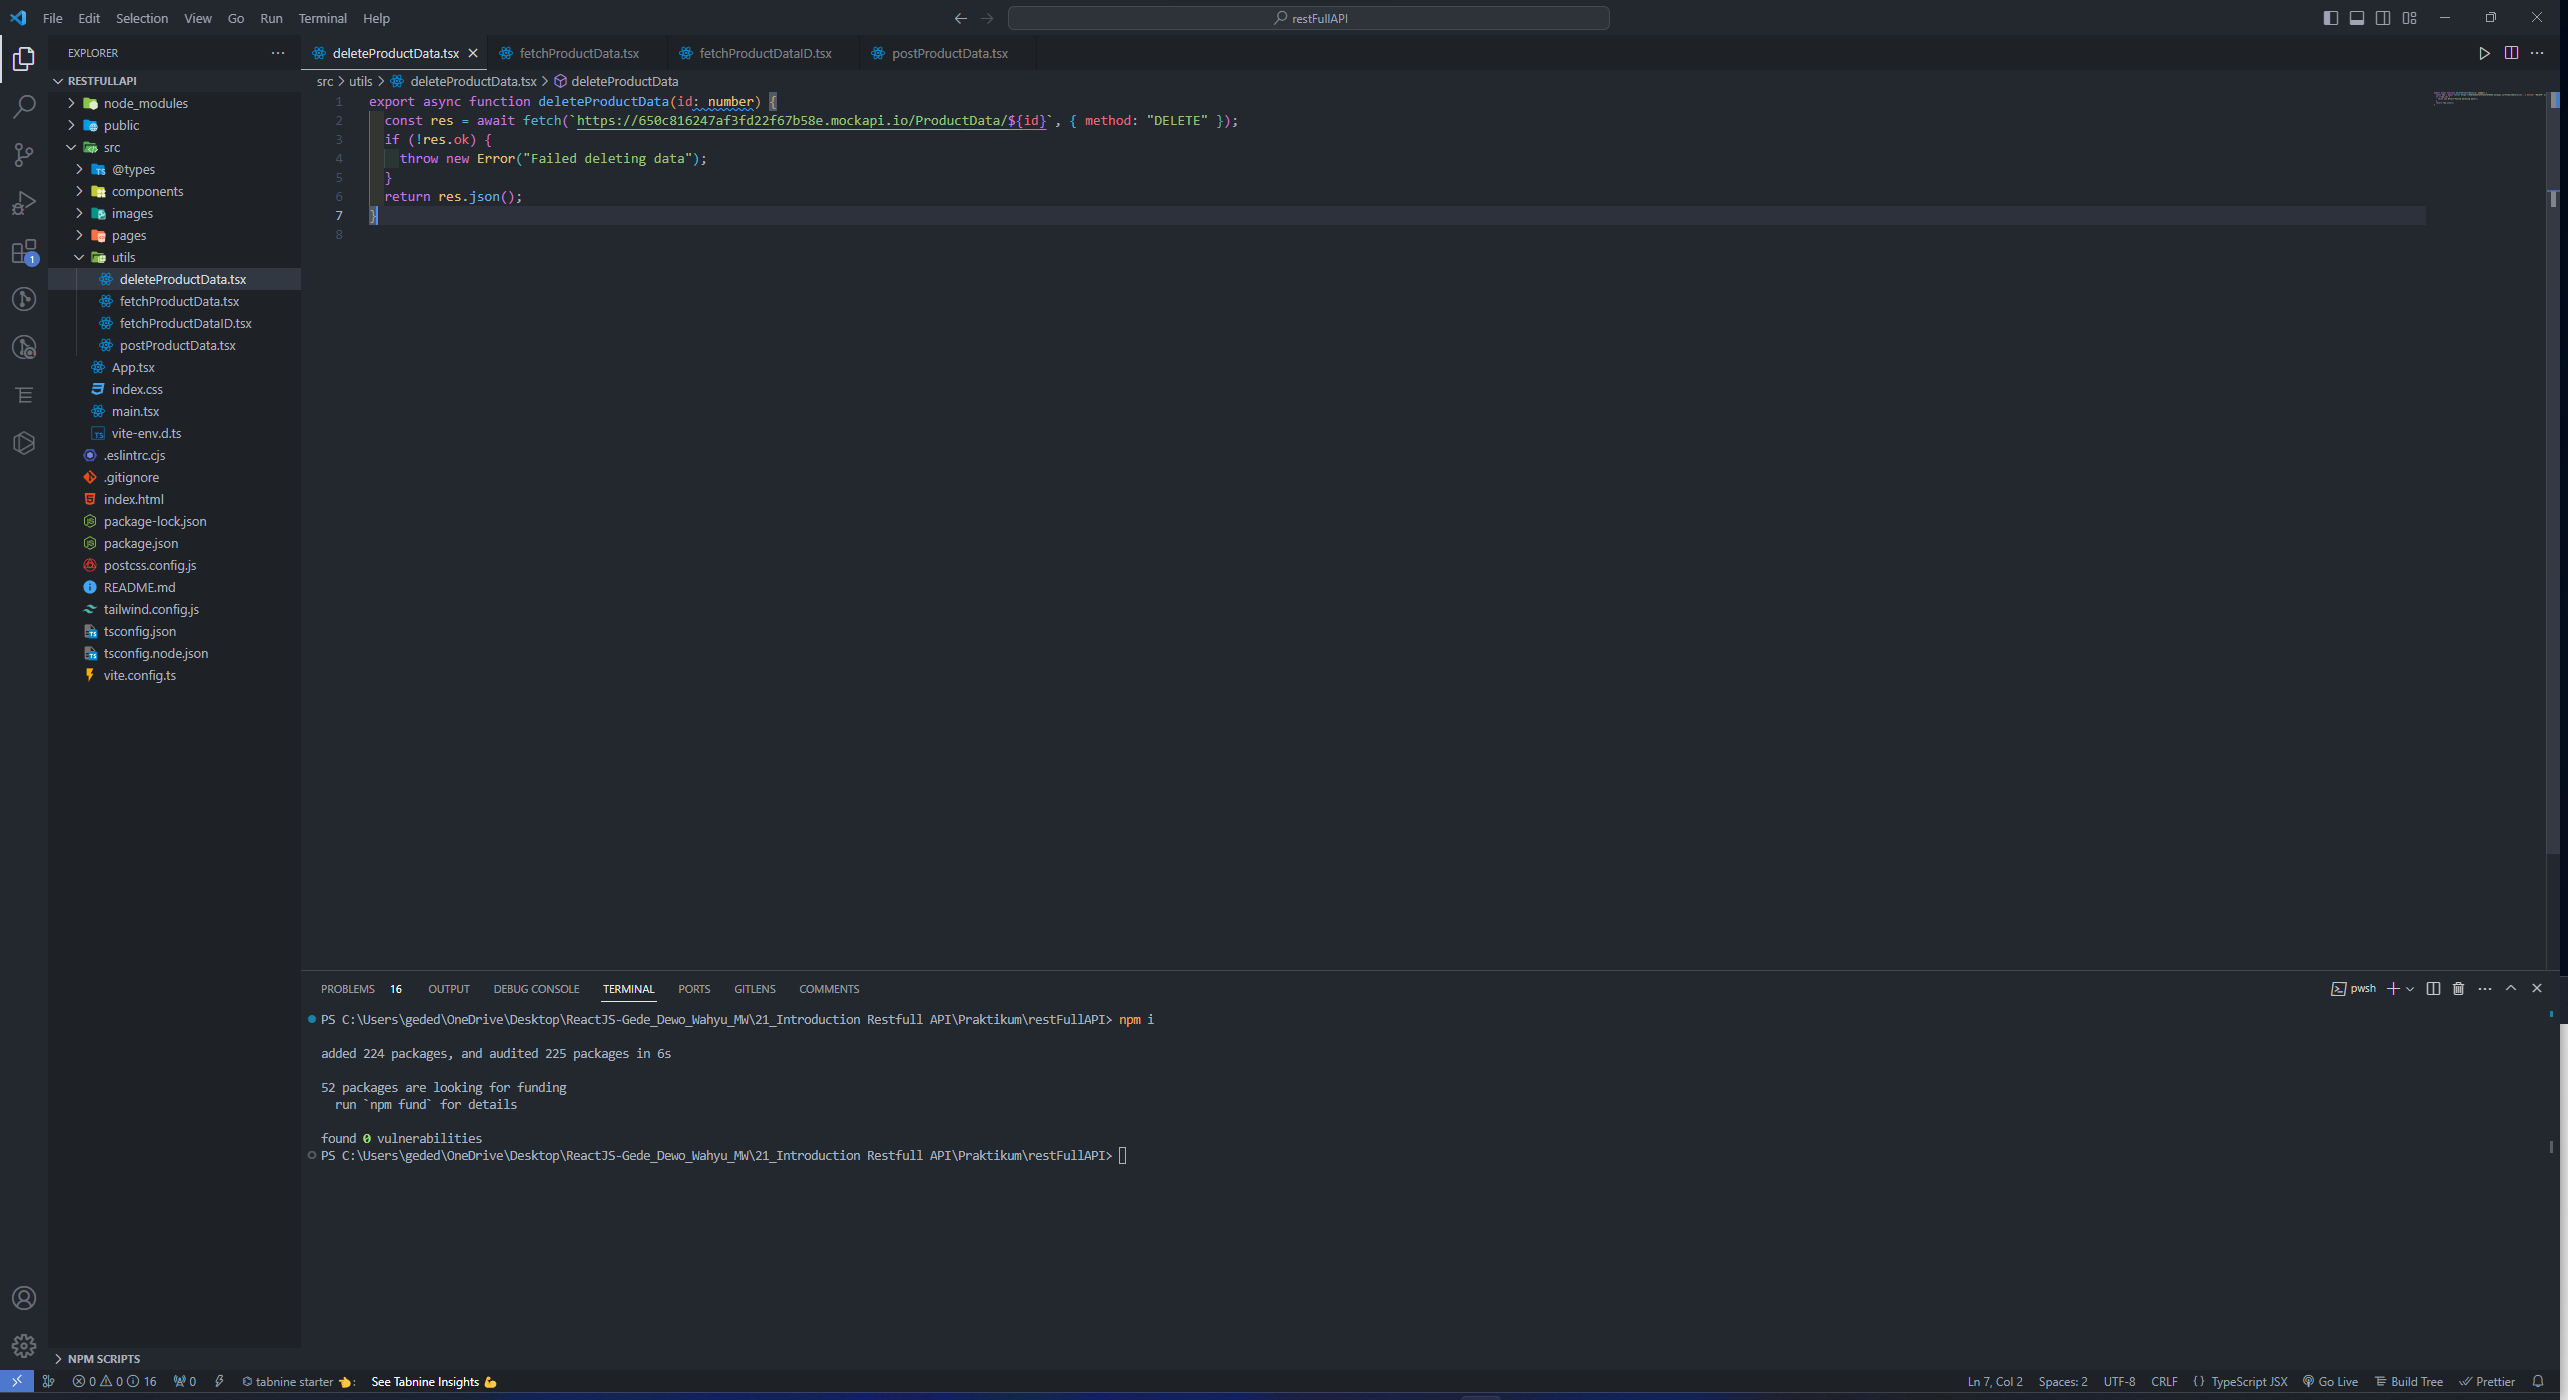 File Edit Selection View Go Run Terminal Help
restFullAPI
EXPLORER
deleteProductData.tsx fetchProductData.tsx fetchProductDataID.tsx postProductData.tsx
RESTFULLAPI
src > utils > deleteProductData.tsx > deleteProductData
node_modules
public
src
@types
components
images
pages
utils
deleteProductData.tsx
fetchProductData.tsx
fetchProductDataID.tsx
postProductData.tsx
App.tsx
index.css
main.tsx
vite-env.d.ts
.eslintrc.cjs
.gitignore
index.html
package-lock.json
package.json
postcss.config.js
README.md
tailwind.config.js
tsconfig.json
tsconfig.node.json
vite.config.ts
NPM SCRIPTS
1 export async function deleteProductData(id: number) {
2 const res = await fetch(`https://650c816247af3fd22f67b58e.mockapi.io/ProductData/${id}`, { method: "DELETE" });
3 if (!res.ok) {
4 throw new Error("Failed deleting data");
5 }
6 return res.json();
7 }
8
PROBLEMS 16 OUTPUT DEBUG CONSOLE TERMINAL PORTS GITLENS COMMENTS
pwsh
PS C:\Users\geded\OneDrive\Desktop\ReactJS-Gede_Dewo_Wahyu_MW\21_Introduction Restfull API\Praktikum\restFullAPI> npm i
added 224 packages, and audited 225 packages in 6s
52 packages are looking for funding
run `npm fund` for details
found 0 vulnerabilities
PS C:\Users\geded\OneDrive\Desktop\ReactJS-Gede_Dewo_Wahyu_MW\21_Introduction Restfull API\Praktikum\restFullAPI>
0 0 16 0 tabnine starter : See Tabnine Insights
Ln 7, Col 2 Spaces: 2 UTF-8 CRLF {} TypeScript JSX Go Live Build Tree Prettier